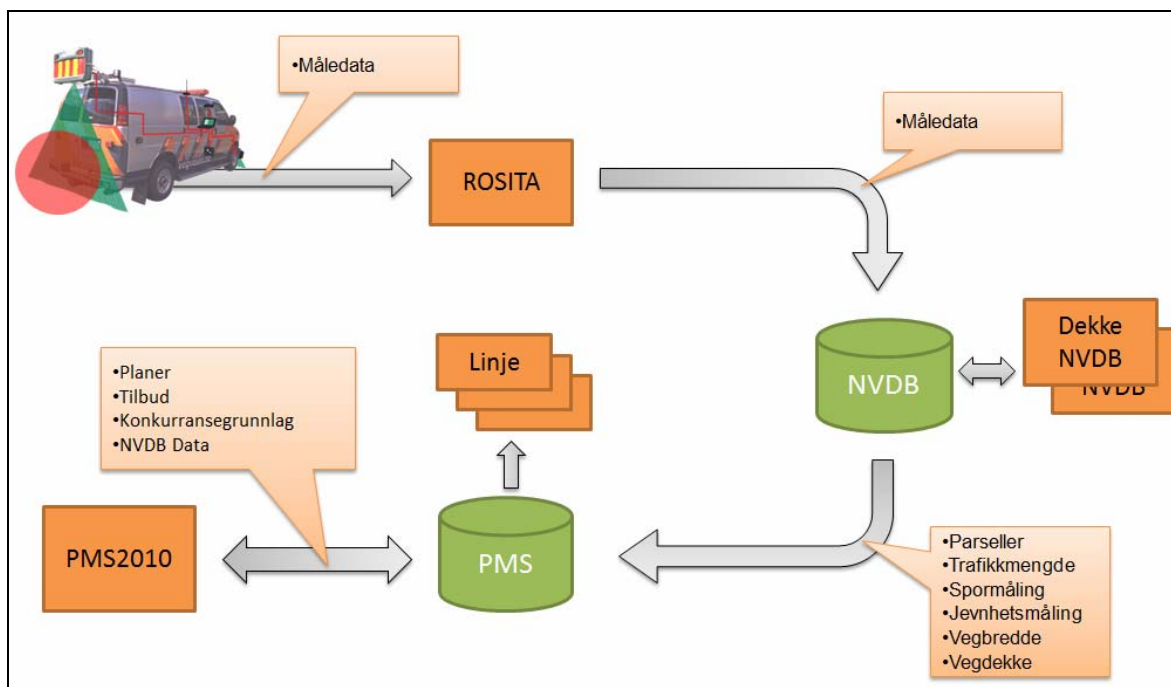 •Måledata
•Måledata
ROSITA
Dekke
NVDB
NVDB
NVDB
Linje
•Planer
•Tilbud
•Konkurransegrunnlag
•NVDB Data
PMS2010
PMS
•Parseller
•Trafikkmengde
•Spormåling
•Jevnhetsmåling
•Vegbredde
•Vegdekke